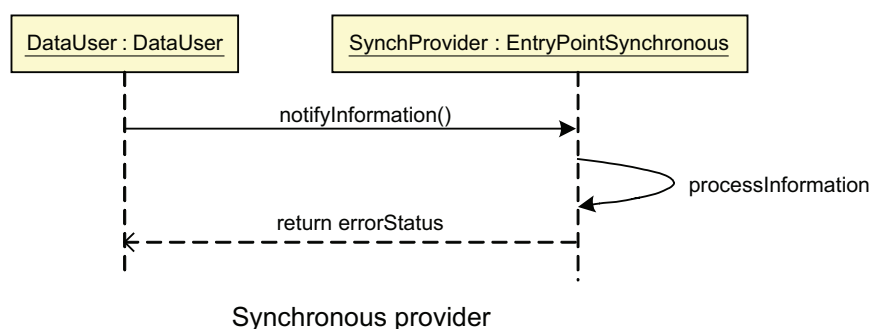 DataUser : DataUser
SynchProvider : EntryPointSynchronous
notifyInformation()
processInformation
return errorStatus
Synchronous provider